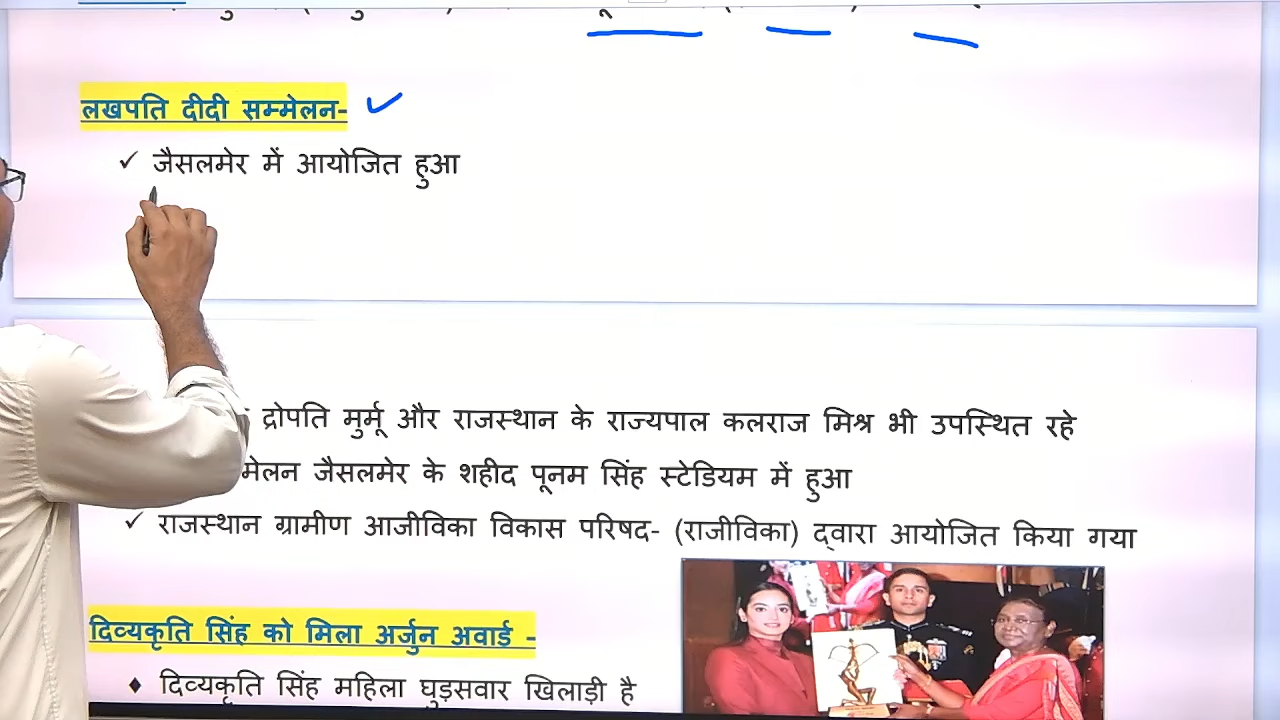 लखपति दीदी सम्मेलन-
✓ जैसलमेर में आयोजित हुआ
द्रोपति मुर्मू और राजस्थान के राज्यपाल कलराज मिश्र भी उपस्थित रहे
जैसलमेर के शहीद पूनम सिंह स्टेडियम में हुआ
✓ राजस्थान ग्रामीण आजीविका विकास परिषद- (राजीविका) द्वारा आयोजित किया गया
दिव्यकृति सिंह को मिला अर्जुन अवार्ड -
♦ दिव्यकृति सिंह महिला घुड़सवार खिलाड़ी है